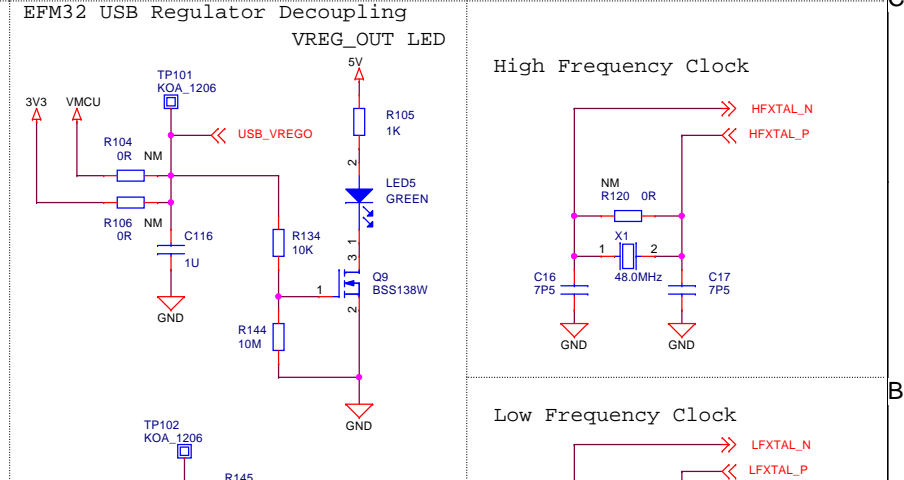 EFM32 USB Regulator Decoupling
VREG_OUT LED
5V
TP101
KOA_1206
3V3
VMCU
R105
1K
USB_VREGO
R104
0R
NM
2
LED5
GREEN
R106
0R
NM
C116
1U
R134
10K
1
3
Q9
BSS138W
1
2
GND
R144
10M
GND
TP102
KOA_1206
R145
High Frequency Clock
HFXTAL_N
HFXTAL_P
NM
R120 0R
X1
1
2
48.0MHz
C16
7P5
C17
7P5
GND
GND
Low Frequency Clock
LFXTAL_N
LFXTAL_P
C
B